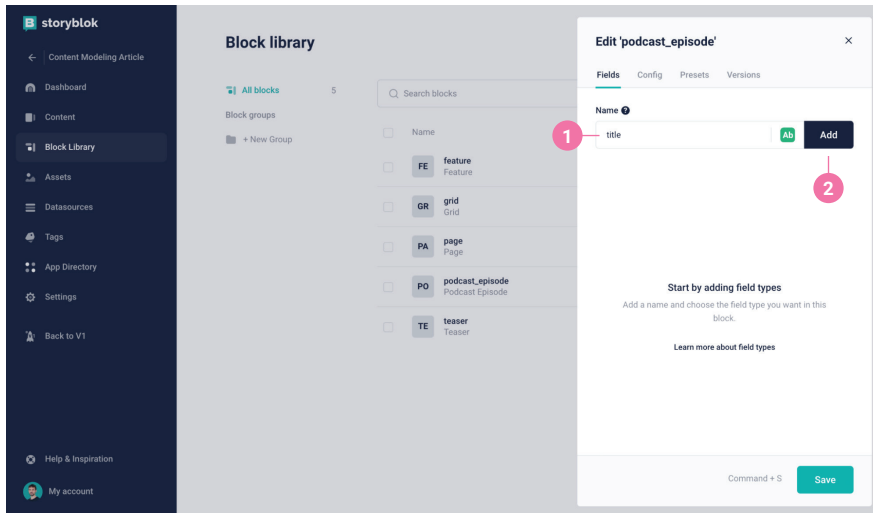 storyblok
Content Modeling Article
Dashboard
Content
Block Library
Assets
Datasources
Tags
App Directory
Settings
Back to V1
Help & Inspiration
My account
Block library
All blocks 5
Block groups
+ New Group
Search blocks
Name
FE feature
Feature
GR grid
Grid
PA page
Page
PO podcast_episode
Podcast Episode
TE teaser
Teaser
Edit 'podcast_episode'
Fields Config Presets Versions
Name
1 title Ab Add
2
Start by adding field types
Add a name and choose the field type you want in this
block.
Learn more about field types
Command + S Save